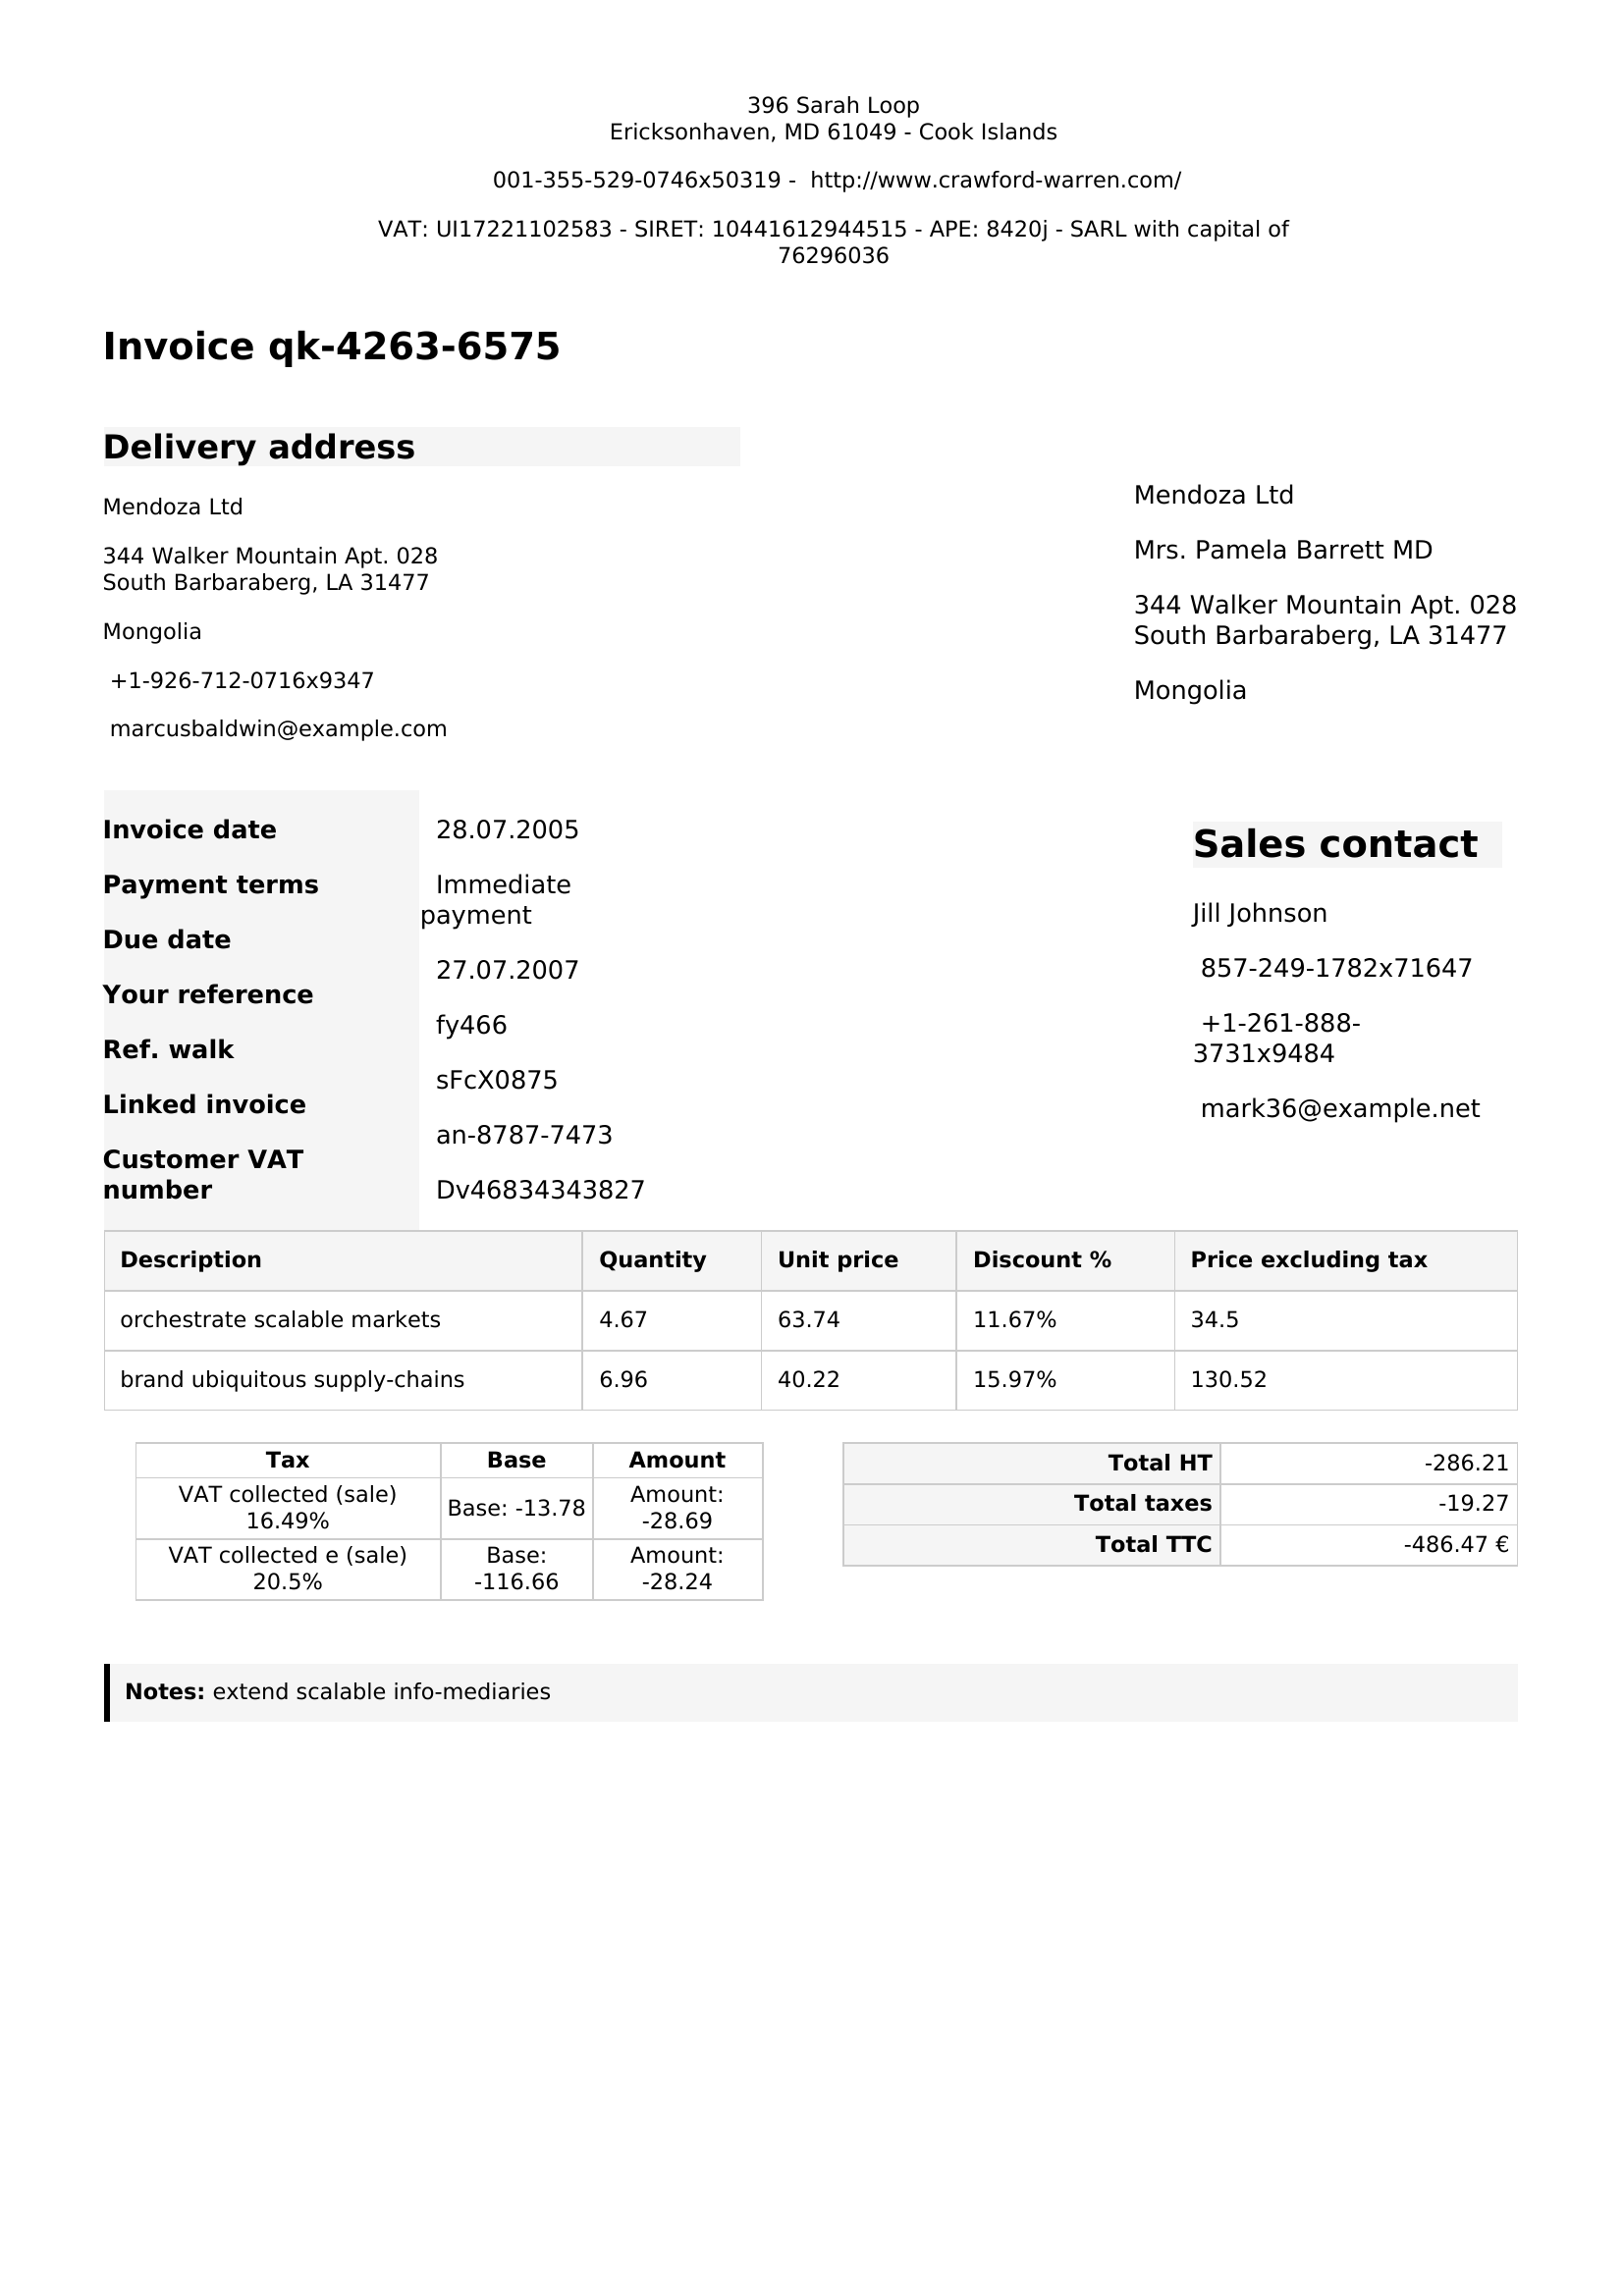 396 Sarah Loop
Ericksonhaven, MD 61049 - Cook Islands
001-355-529-0746x50319 - http://www.crawford-warren.com/
VAT: UI17221102583 - SIRET: 10441612944515 - APE: 8420j - SARL with capital of
76296036
Invoice qk-4263-6575
Delivery address
Mendoza Ltd
344 Walker Mountain Apt. 028
South Barbaraberg, LA 31477
Mongolia
+1-926-712-0716x9347
marcusbaldwin@example.com
Mendoza Ltd
Mrs. Pamela Barrett MD
344 Walker Mountain Apt. 028
South Barbaraberg, LA 31477
Mongolia
Invoice date
Payment terms
Due date
Your reference
Ref. walk
Linked invoice
Customer VAT
number
28.07.2005
Immediate
payment
27.07.2007
fy466
sFcX0875
an-8787-7473
Dv46834343827
Sales contact
Jill Johnson
857-249-1782x71647
+1-261-888-
3731x9484
mark36@example.net
Description Quantity Unit price Discount % Price excluding tax
orchestrate scalable markets 4.67 63.74 11.67% 34.5
brand ubiquitous supply-chains 6.96 40.22 15.97% 130.52
Tax Base Amount
VAT collected (sale)
16.49%
Base: -13.78
Amount:
-28.69
VAT collected e (sale)
20.5%
Base:
-116.66
Amount:
-28.24
Total HT -286.21
Total taxes -19.27
Total TTC -486.47 €
Notes: extend scalable info-mediaries